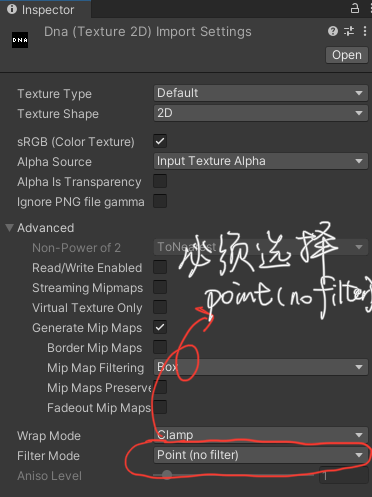 Inspector
DNA
Dna (Texture 2D) Import Settings
Open
Texture Type Default
Texture Shape 2D
sRGB (Color Texture)
Alpha Source Input Texture Alpha
Alpha Is Transparency
Ignore PNG file gamma
Advanced
Non-Power of 2 ToNearest
必须选择
Read/Write Enabled
Streaming Mipmaps
point(no filter)
Virtual Texture Only
Generate Mip Maps
Border Mip Maps
Mip Map Filtering Box
Mip Maps Preserve
Fadeout Mip Maps
Wrap Mode Clamp
Filter Mode Point (no filter)
Aniso Level 1